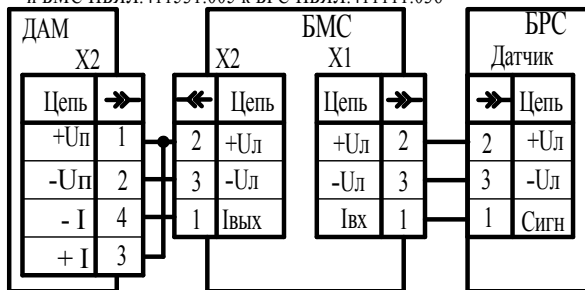 ДАМ БМС БРС
X2 X2 X1 Датчик
Цепь Цепь Цепь Цепь
+Uп 1 2 +Uл +Uл 2 2 +Uл
-Uп 2 3 -Uл -Uл 3 3 -Uл
- I 4 1 Iвых Iвх 1 1 Сигн
+ I 3